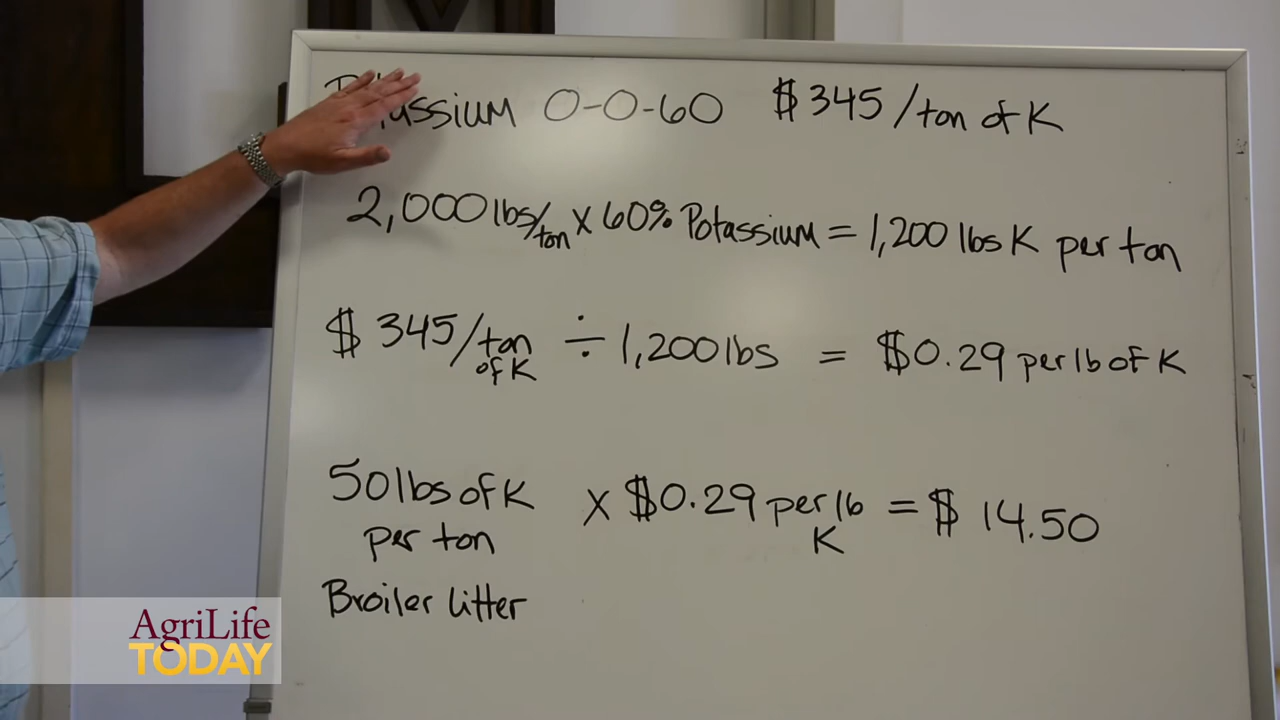 Potassium 0-0-60 $345/ton of K
2,000 lbs/ton x 60% Potassium = 1,200 lbs K per ton
$345/ton of K ÷ 1,200 lbs = $0.29 per lb of K
50 lbs of K x $0.29 per lb K = $14.50
per ton
Broiler litter
AgriLife
TODAY